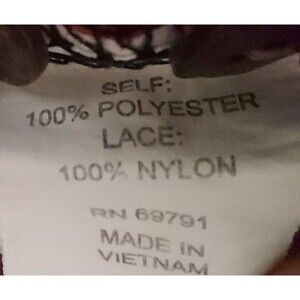 SELF:
100% POLYESTER
LACE:
100% NYLON
RN 69791
MADE IN
VIETNAM